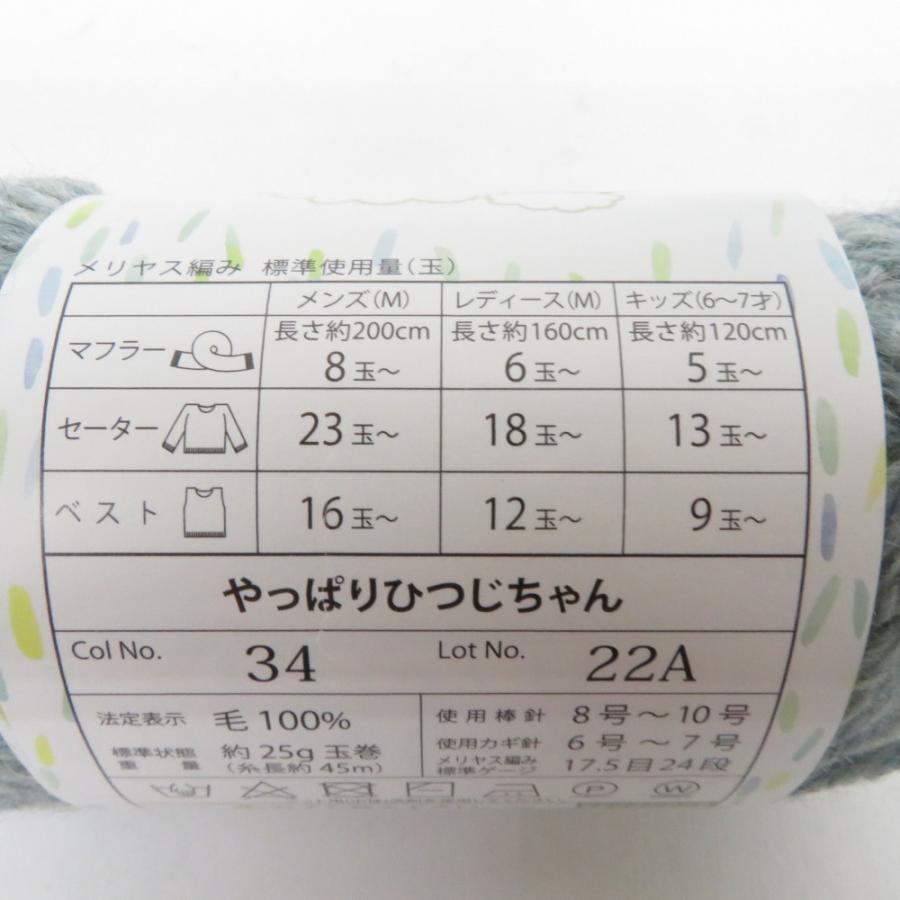 メリヤス編み 標準使用量(玉)
メンズ(M) レディース(M) キッズ(6〜7才)
マフラー 長さ約200cm 8玉〜 長さ約160cm 6玉〜 長さ約120cm 5玉〜
セーター 23玉〜 18玉〜 13玉〜
ベスト 16玉〜 12玉〜 9玉〜
やっぱりひつじちゃん
Col No. 34 Lot No. 22A
法定表示 毛100%
標準状態重量 約25g玉巻
(糸長約45m)
使用棒針 8号〜10号
使用カギ針 6号〜7号
メリヤス編み標準ゲージ 17.5目24段
P W